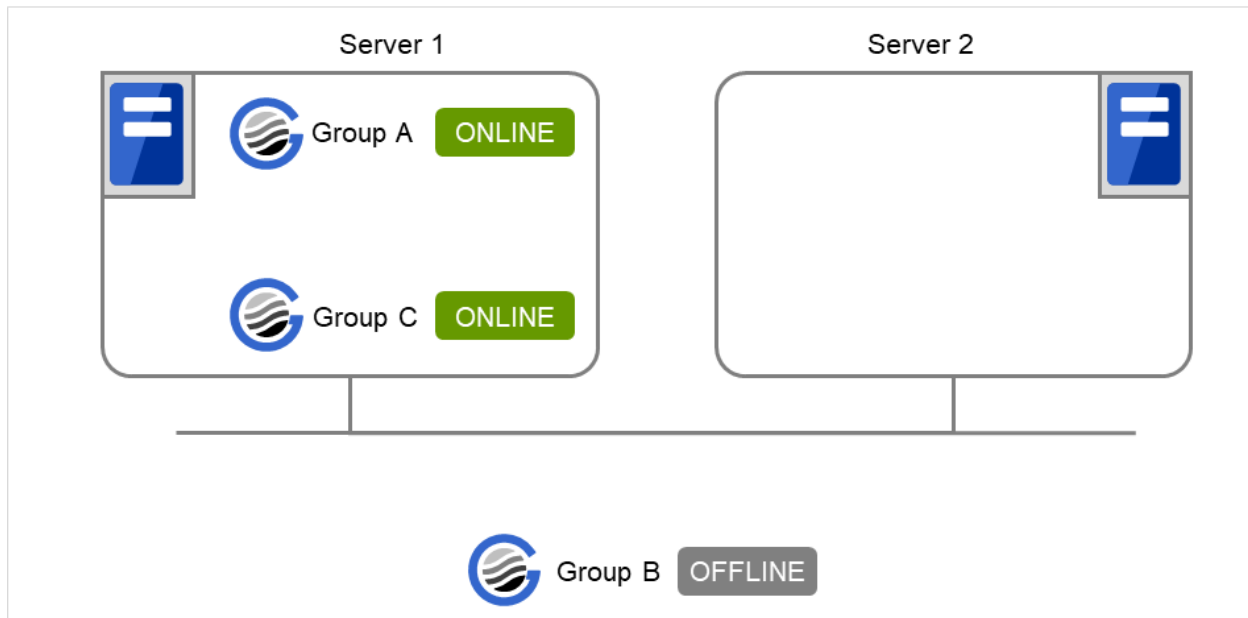 Server 1
Server 2
Group A ONLINE
Group C ONLINE
Group B OFFLINE